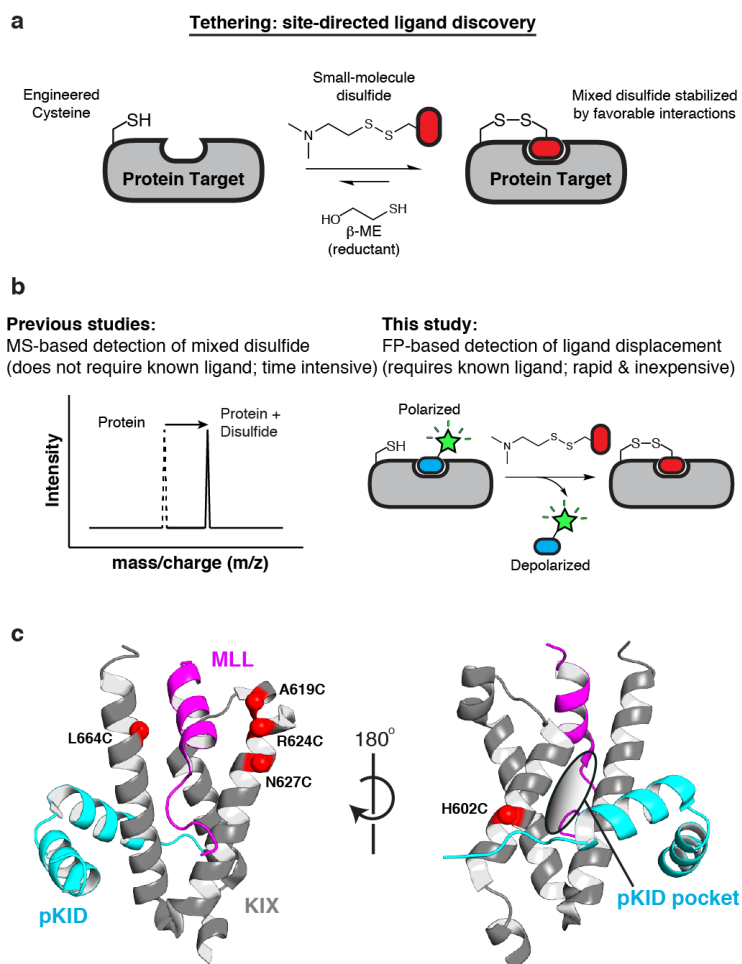 a
Tethering: site-directed ligand discovery
Engineered
Cysteine
SH
Protein Target
Small-molecule
disulfide
N
S
S
HO
SH
β-ME
(reductant)
S–S
Mixed disulfide stabilized
by favorable interactions
Protein Target
b
Previous studies:
MS-based detection of mixed disulfide
(does not require known ligand; time intensive)
Intensity
Protein
Protein +
Disulfide
mass/charge (m/z)
This study:
FP-based detection of ligand displacement
(requires known ligand; rapid & inexpensive)
Polarized
SH
N
S
S
S–S
Depolarized
c
MLL
A619C
L664C
R624C
N627C
pKID
KIX
180°
H602C
pKID pocket